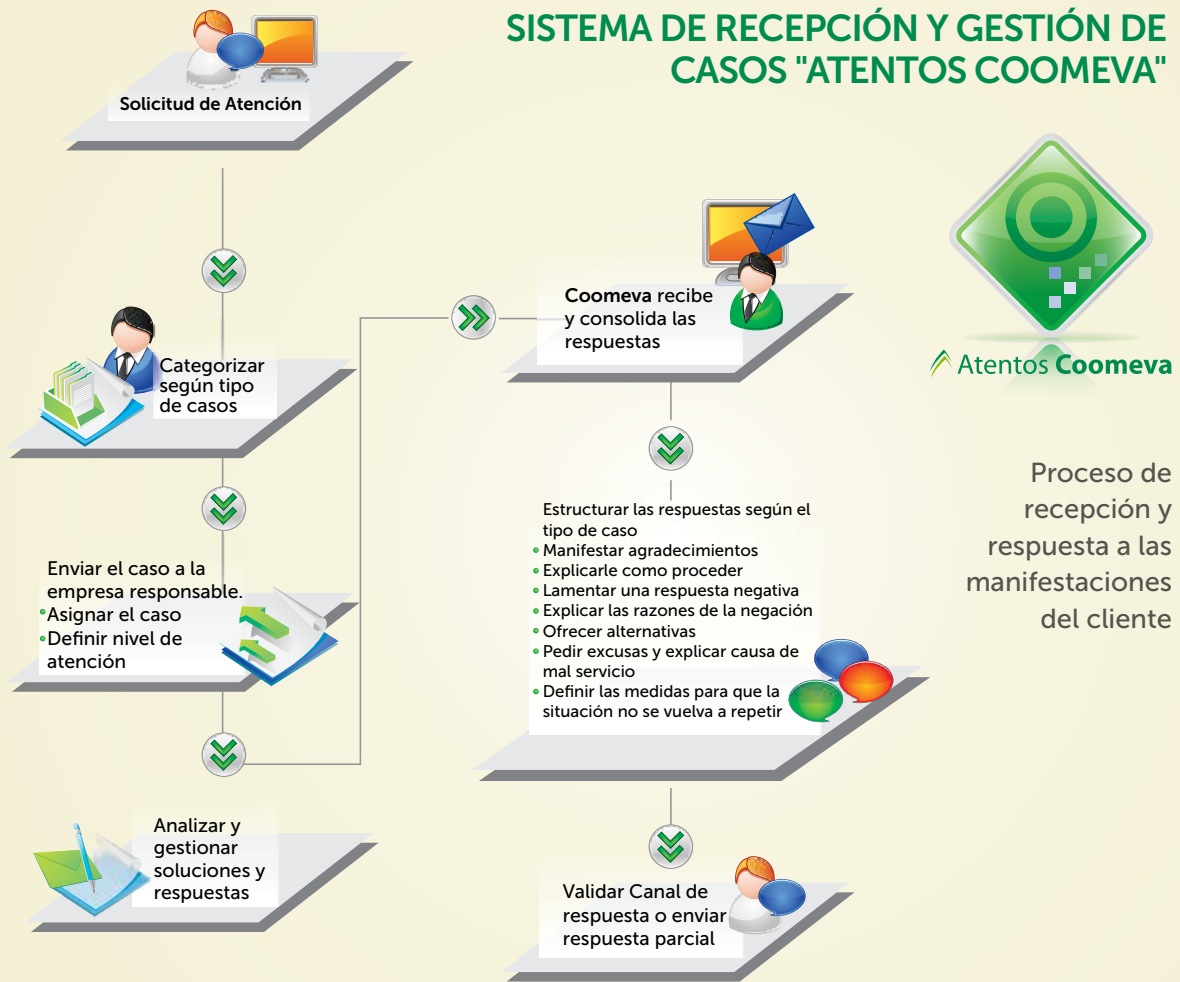 SISTEMA DE RECEPCIÓN Y GESTIÓN DE
CASOS "ATENTOS COOMEVA"
Solicitud de Atención
Categorizar
según tipo
de casos
Enviar el caso a la
empresa responsable.
•Asignar el caso
•Definir nivel de
atención
Analizar y
gestionar
soluciones y
respuestas
Coomeva recibe
y consolida las
respuestas
Estructurar las respuestas según el
tipo de caso
• Manifestar agradecimientos
• Explicarle como proceder
• Lamentar una respuesta negativa
• Explicar las razones de la negación
• Ofrecer alternativas
• Pedir excusas y explicar causa de
mal servicio
• Definir las medidas para que la
situación no se vuelva a repetir
Validar Canal de
respuesta o enviar
respuesta parcial
Atentos Coomeva
Proceso de
recepción y
respuesta a las
manifestaciones
del cliente